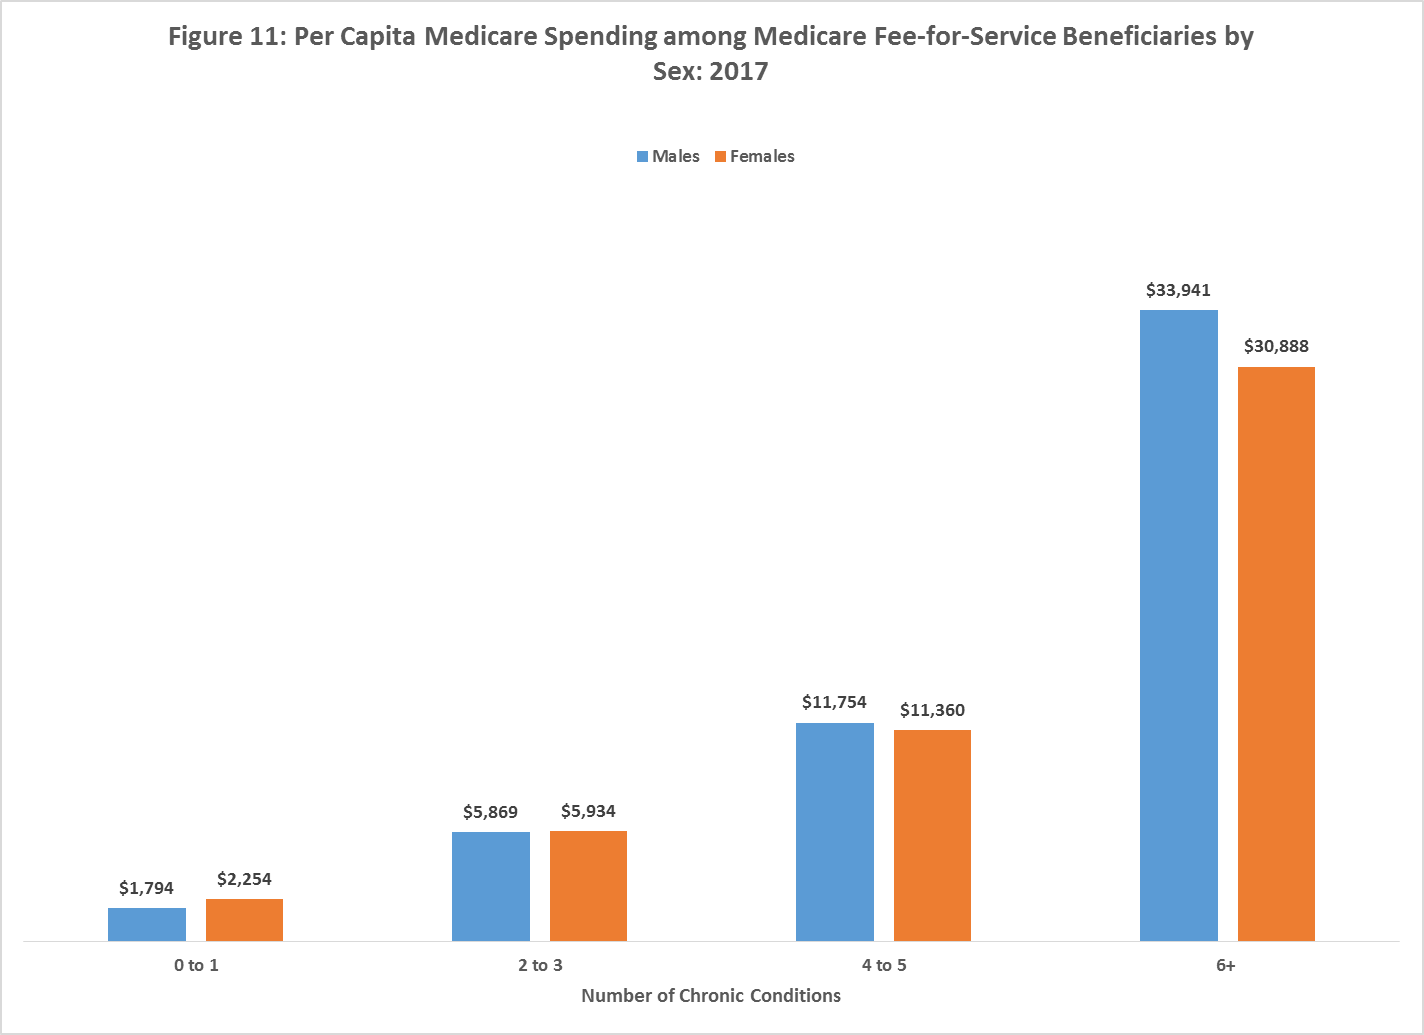 Figure 11: Per Capita Medicare Spending among Medicare Fee-for-Service Beneficiaries by
Sex: 2017
Males Females
$33,941
$30,888
$11,754
$11,360
$5,869
$5,934
$1,794
$2,254
0 to 1
2 to 3
4 to 5
6+
Number of Chronic Conditions